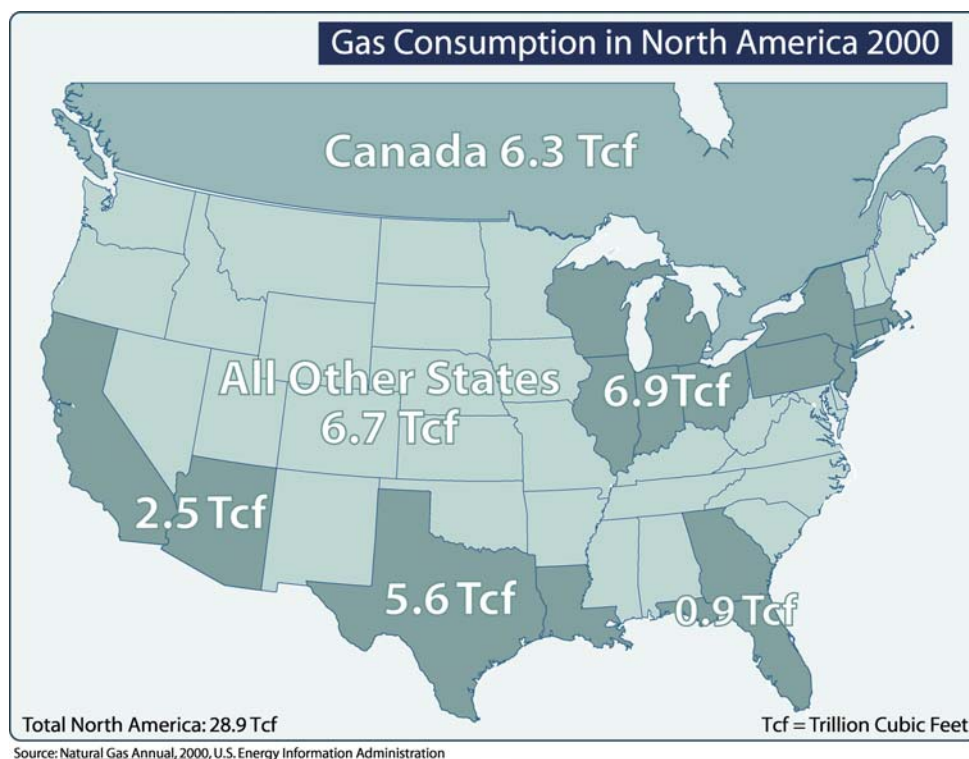 Gas Consumption in North America 2000
Canada 6.3 Tcf
All Other States
6.7 Tcf
6.9 Tcf
2.5 Tcf
5.6 Tcf
0.9 Tcf
Total North America: 28.9 Tcf
Tcf = Trillion Cubic Feet
Source: Natural Gas Annual, 2000, U.S. Energy Information Administration